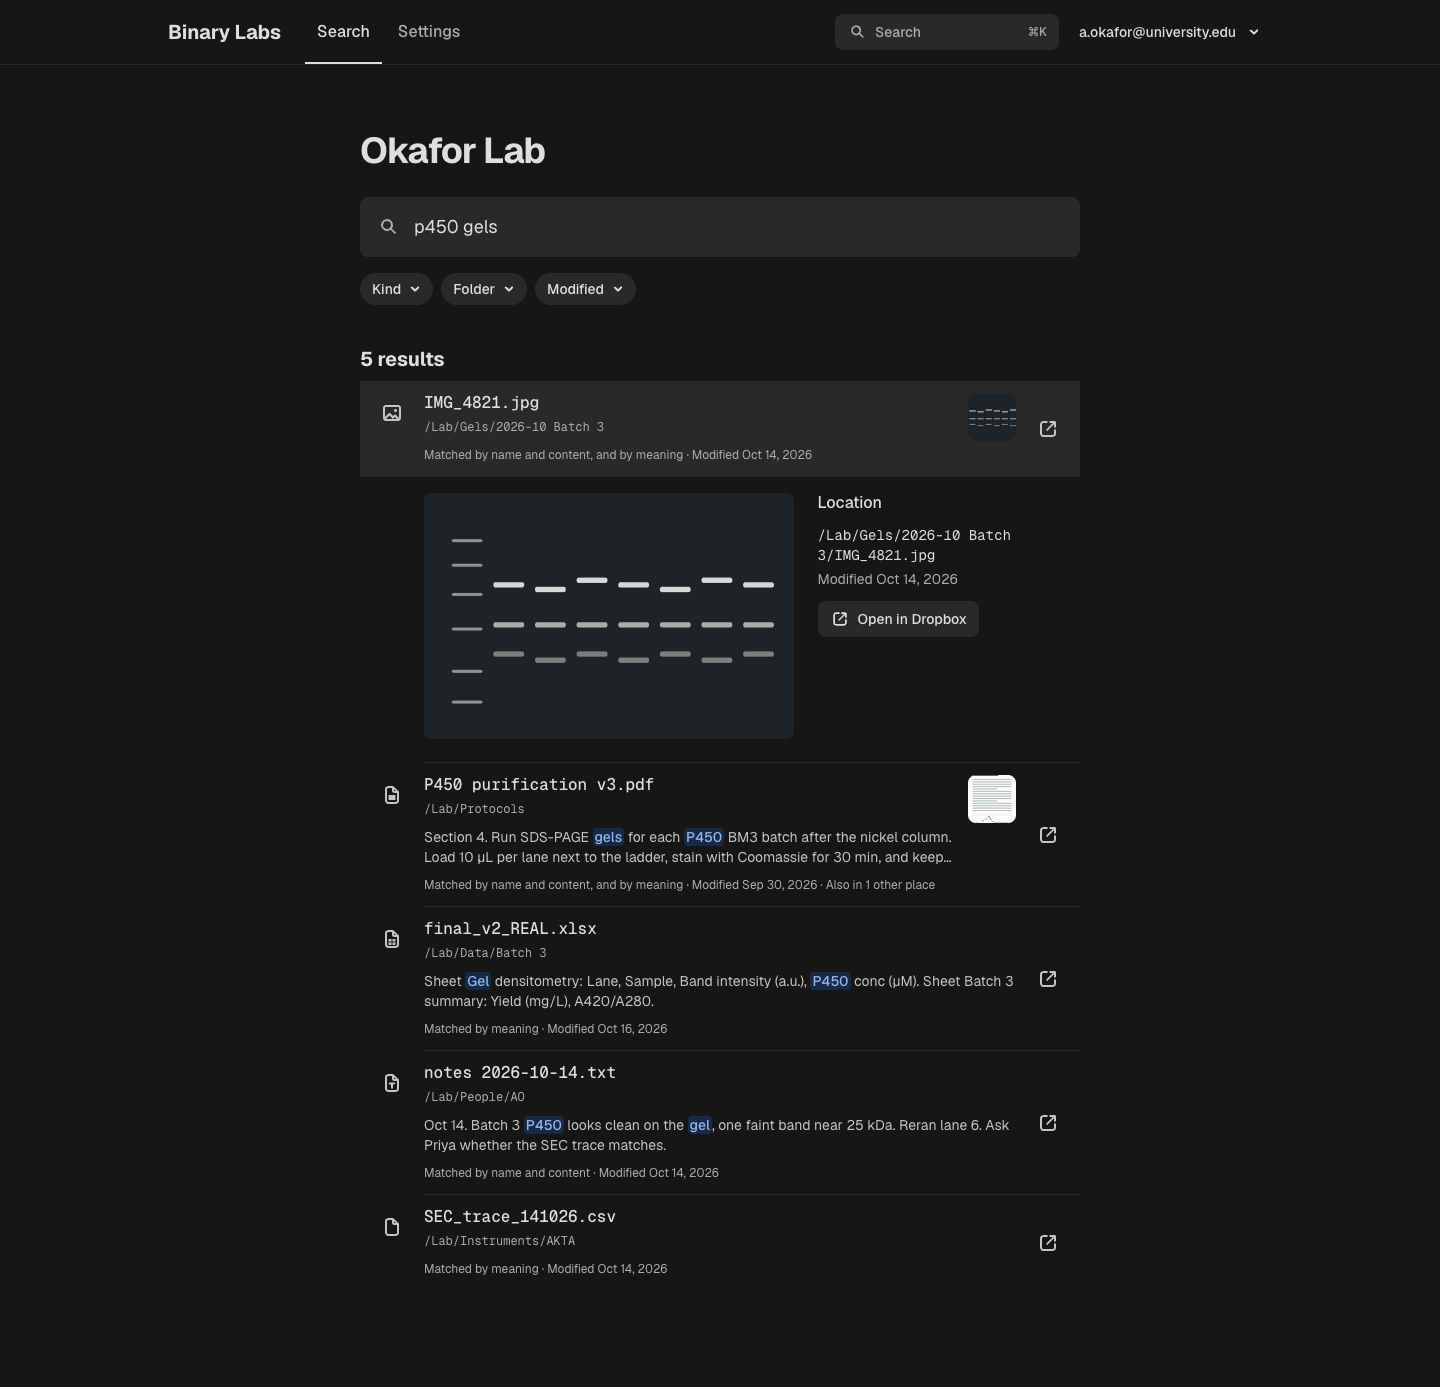 Binary Labs
Search
Settings
Search
⌘K
a.okafor@university.edu
Okafor Lab
p450 gels
Kind
Folder
Modified
5 results
IMG_4821.jpg
/Lab/Gels/2026-10 Batch 3
Matched by name and content, and by meaning · Modified Oct 14, 2026
Location
/Lab/Gels/2026-10 Batch
3/IMG_4821.jpg
Modified Oct 14, 2026
Open in Dropbox
P450 purification v3.pdf
/Lab/Protocols
Section 4. Run SDS-PAGE gels for each P450 BM3 batch after the nickel column.
Load 10 µL per lane next to the ladder, stain with Coomassie for 30 min, and keep…
Matched by name and content, and by meaning · Modified Sep 30, 2026 · Also in 1 other place
final_v2_REAL.xlsx
/Lab/Data/Batch 3
Sheet Gel densitometry: Lane, Sample, Band intensity (a.u.), P450 conc (µM). Sheet Batch 3
summary: Yield (mg/L), A420/A280.
Matched by meaning · Modified Oct 16, 2026
notes 2026-10-14.txt
/Lab/People/AO
Oct 14. Batch 3 P450 looks clean on the gel, one faint band near 25 kDa. Reran lane 6. Ask
Priya whether the SEC trace matches.
Matched by name and content · Modified Oct 14, 2026
SEC_trace_141026.csv
/Lab/Instruments/AKTA
Matched by meaning · Modified Oct 14, 2026